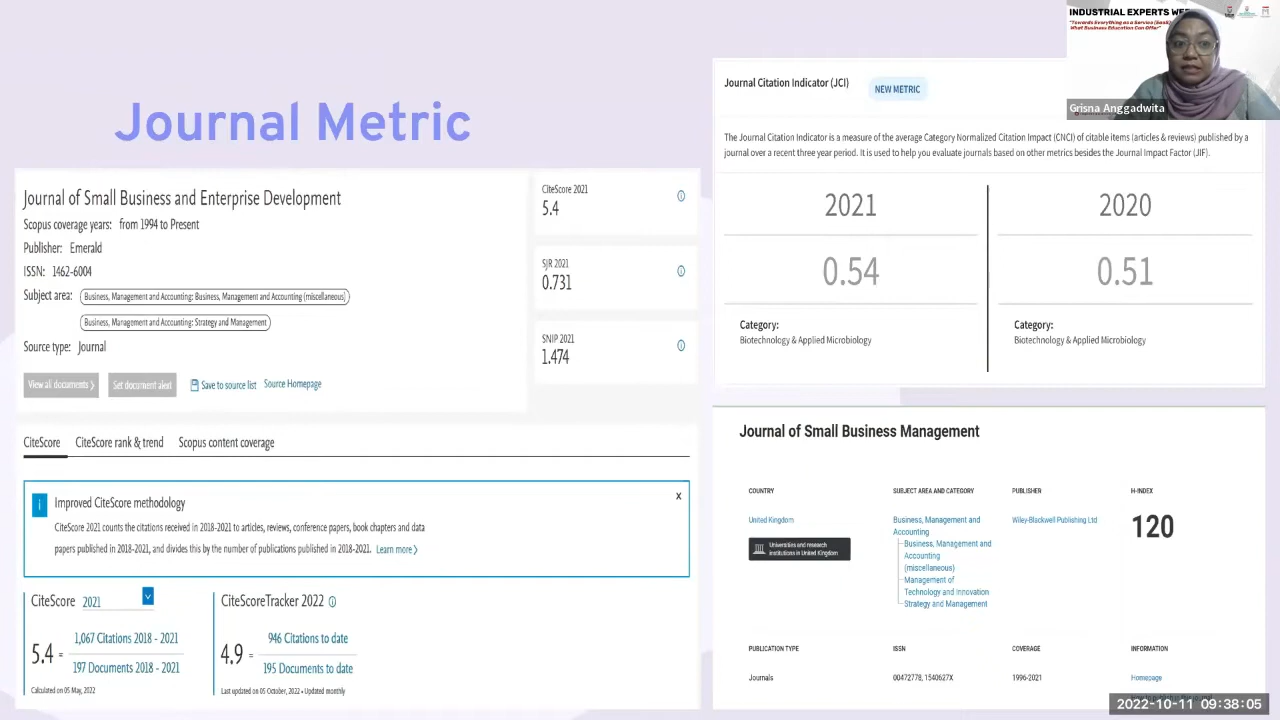 INDUSTRIAL EXPERTS WE
"Towards Everything as a Service (XaaS)
What Business Education Can Offer"
Grisna Anggadwita
Journal Metric
Journal of Small Business and Enterprise Development
Scopus coverage years: from 1994 to Present
Publisher: Emerald
ISSN: 1462-6004
Subject area: Business, Management and Accounting: Business, Management and Accounting (miscellaneous)
Business, Management and Accounting: Strategy and Management
Source type: Journal
View all documents >
Set document alert
Save to source list
Source Homepage
CiteScore 2021
5.4
SJR 2021
0.731
SNIP 2021
1.474
CiteScore CiteScore rank & trend Scopus content coverage
i Improved CiteScore methodology x
CiteScore 2021 counts the citations received in 2018-2021 to articles, reviews, conference papers, book chapters and data
papers published in 2018-2021, and divides this by the number of publications published in 2018-2021. Learn more >
CiteScore 2021
5.4 =
1,067 Citations 2018 - 2021
197 Documents 2018 - 2021
Calculated on 05 May, 2022
CiteScoreTracker 2022
4.9 =
946 Citations to date
195 Documents to date
Last updated on 05 October, 2022 • Updated monthly
Journal Citation Indicator (JCI) NEW METRIC
The Journal Citation Indicator is a measure of the average Category Normalized Citation Impact (CNCI) of citable items (articles & reviews) published by a
journal over a recent three year period. It is used to help you evaluate journals based on other metrics besides the Journal Impact Factor (JIF).
2021
0.54
Category:
Biotechnology & Applied Microbiology
2020
0.51
Category:
Biotechnology & Applied Microbiology
Journal of Small Business Management
COUNTRY
United Kingdom
Universities and research
institutions in United Kingdom
SUBJECT AREA AND CATEGORY
Business, Management and
Accounting
Business, Management and
Accounting
(miscellaneous)
Management of
Technology and Innovation
Strategy and Management
PUBLISHER
Wiley-Blackwell Publishing Ltd
H-INDEX
120
PUBLICATION TYPE
Journals
ISSN
00472778, 1540627X
COVERAGE
1996-2021
INFORMATION
Homepage
2022-10-11 09:38:05